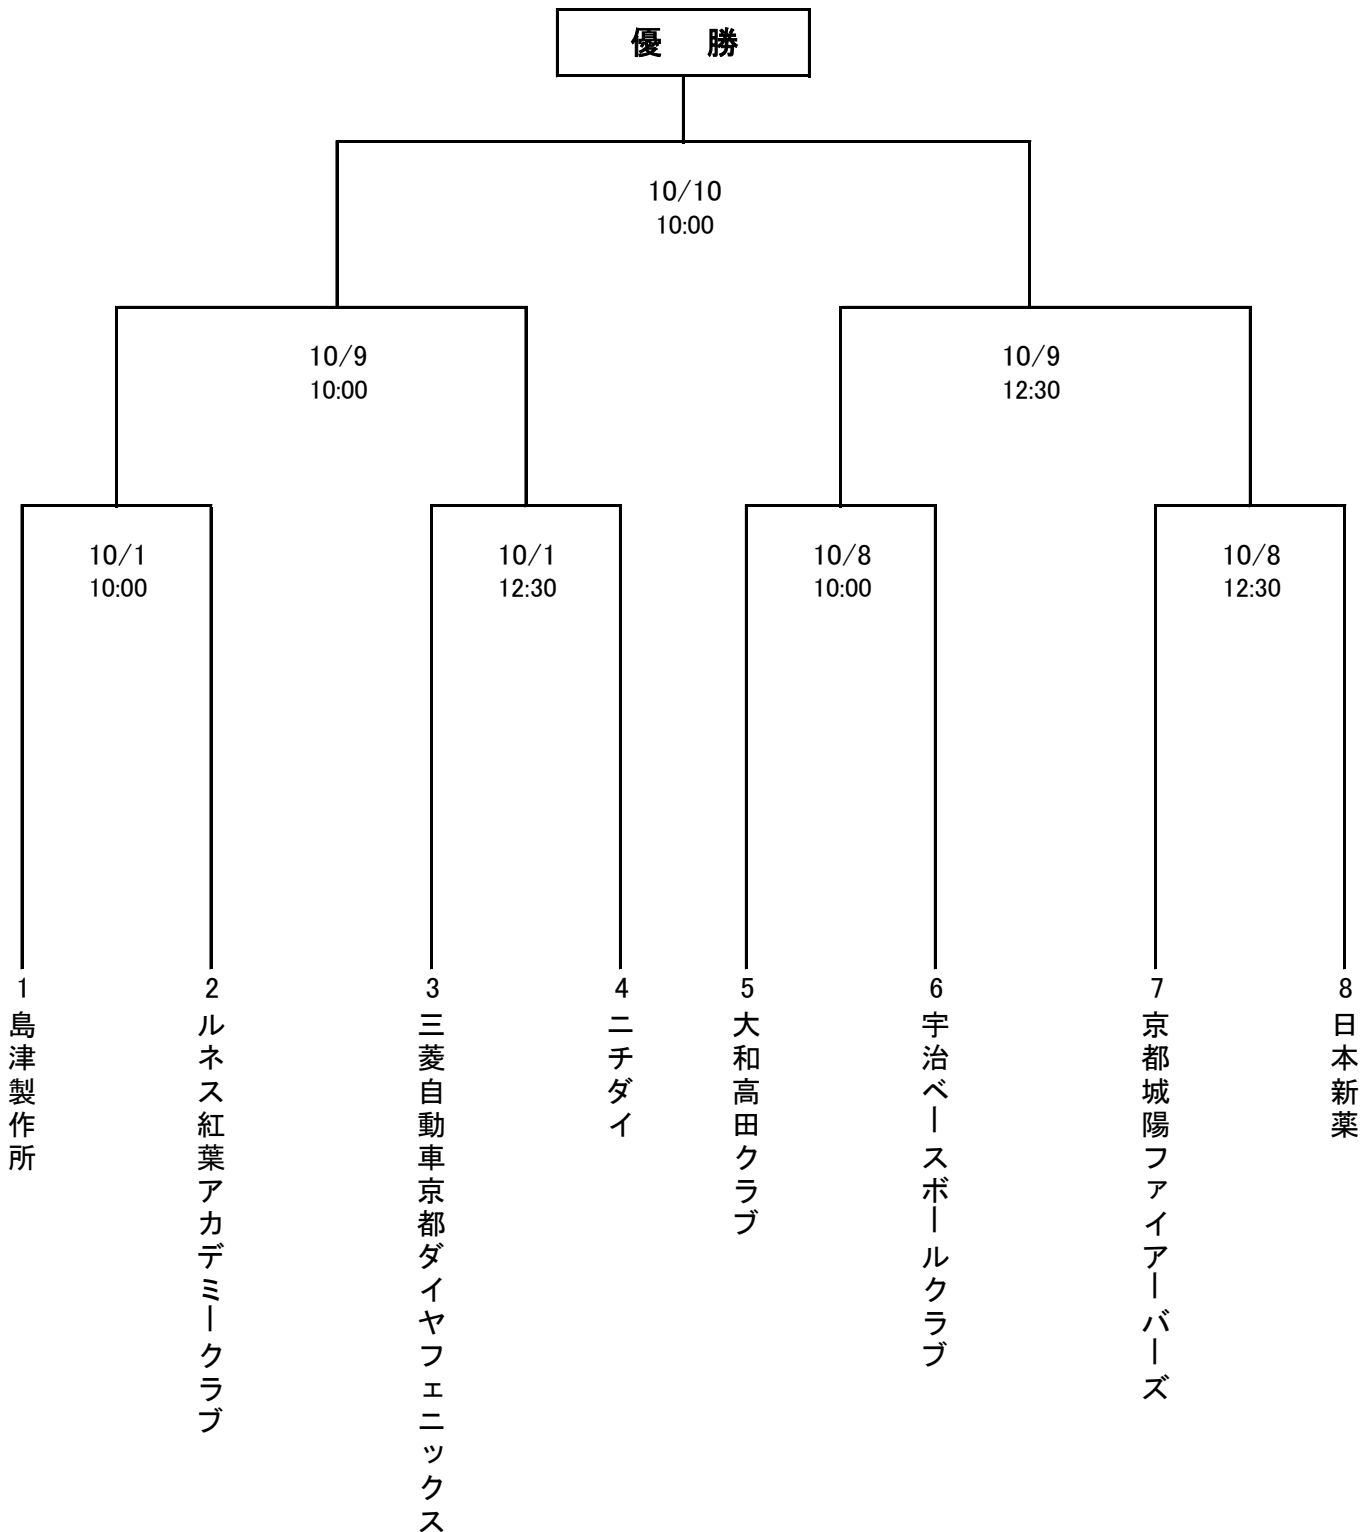 優　勝
10/10
10:00
10/9
10:00
10/9
12:30
10/1
10:00
10/1
12:30
10/8
10:00
10/8
12:30
1
島津製作所
2
ルネス紅葉アカデミークラブ
3
三菱自動車京都ダイヤフェニックス
4
ニチダイ
5
大和高田クラブ
6
宇治ベースボールクラブ
7
京都城陽ファイアーバーズ
8
日本新薬